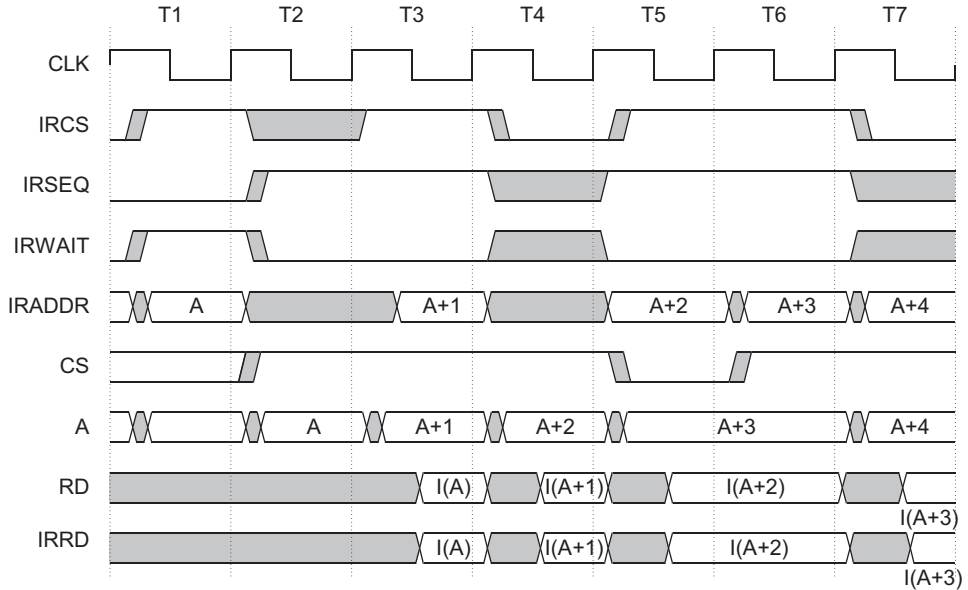 T1 T2 T3 T4 T5 T6 T7
CLK
IRCS
IRSEQ
IRWAIT
IRADDR A A+1 A+2 A+3 A+4
CS
A A A+1 A+2 A+3 A+4
RD I(A) I(A+1) I(A+2)
I(A+3)
IRRD I(A) I(A+1) I(A+2)
I(A+3)